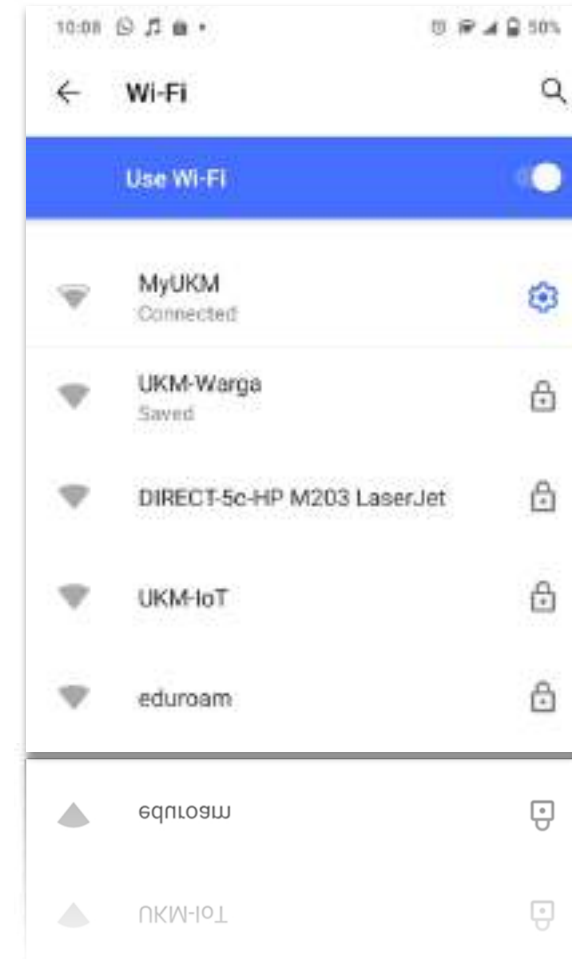 10:08
50%
Wi-Fi
Use Wi-Fi
MyUKM
Connected
UKM-Warga
Saved
DIRECT-5c-HP M203 LaserJet
UKM-IoT
eduroam
eduroam
UKM-IoT